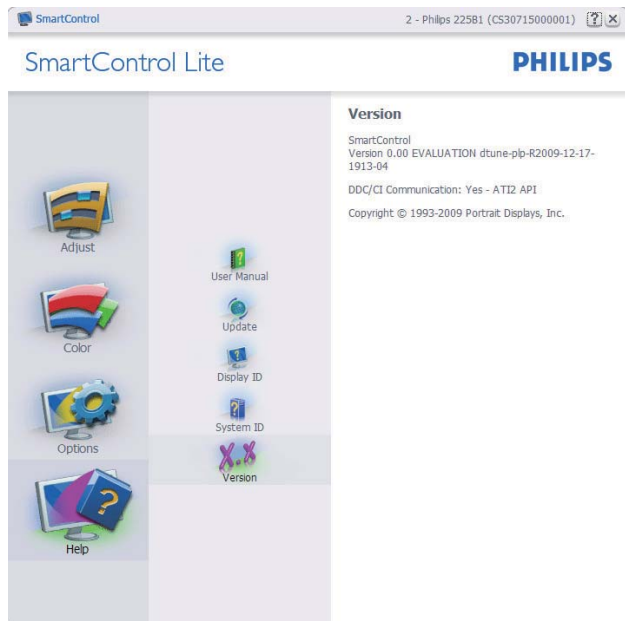 SmartControl
2 - Philips 225B1 (CS30715000001)
SmartControl Lite
PHILIPS
Adjust
Color
Options
Help
User Manual
Update
Display ID
System ID
X.X
Version
Version
SmartControl
Version 0.00 EVALUATION dtune-plp-R2009-12-17-
1913-04
DDC/CI Communication: Yes - ATI2 API
Copyright © 1993-2009 Portrait Displays, Inc.